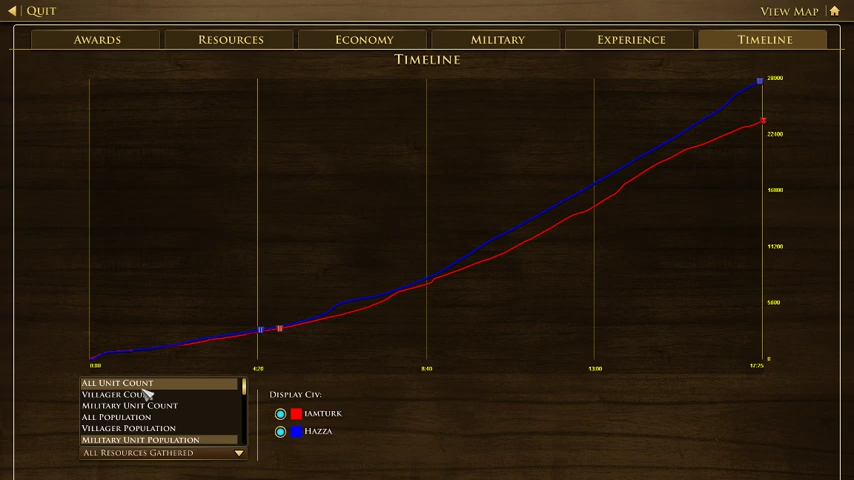 QUIT
VIEW MAP
AWARDS
RESOURCES
ECONOMY
MILITARY
EXPERIENCE
TIMELINE
TIMELINE
28000
22400
16800
11200
5600
0
0:00
4:20
8:40
13:00
17:25
ALL UNIT COUNT
VILLAGER COUNT
MILITARY UNIT COUNT
ALL POPULATION
VILLAGER POPULATION
MILITARY UNIT POPULATION
ALL RESOURCES GATHERED
DISPLAY CIV:
IAMTURK
HAZZA